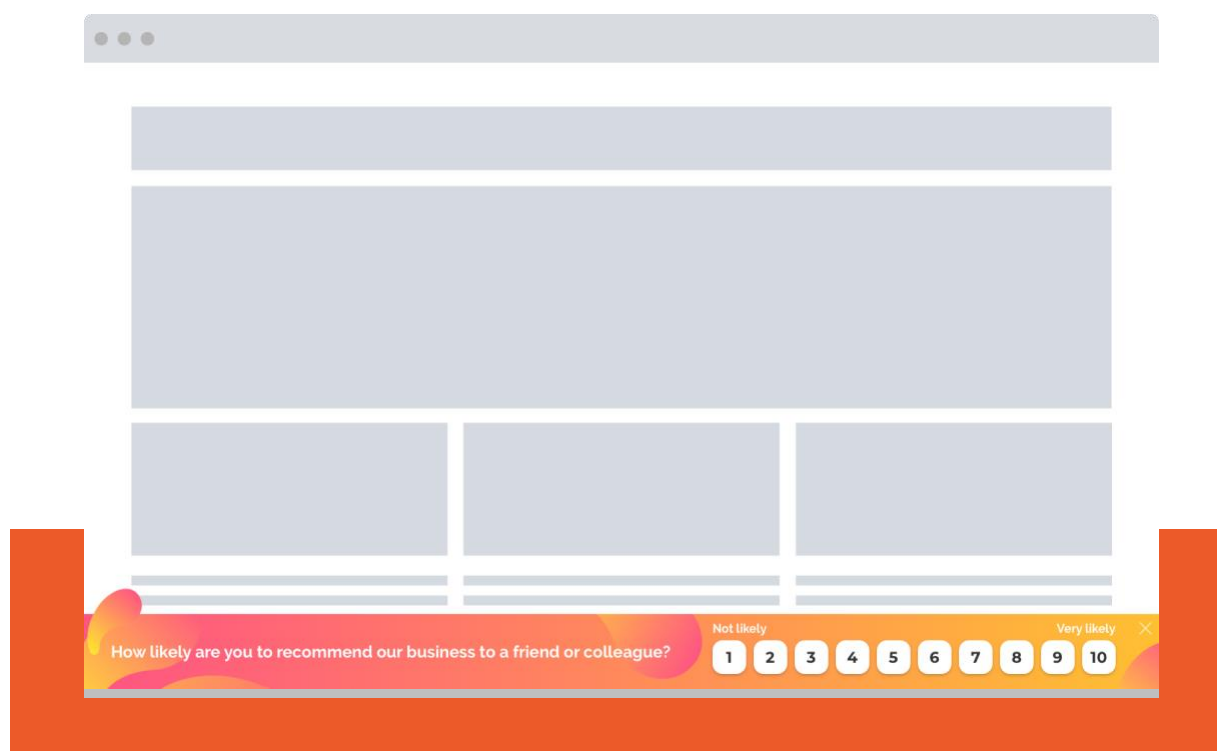 Not likely
Very likely
How likely are you to recommend our business to a friend or colleague?
1 2 3 4 5 6 7 8 9 10